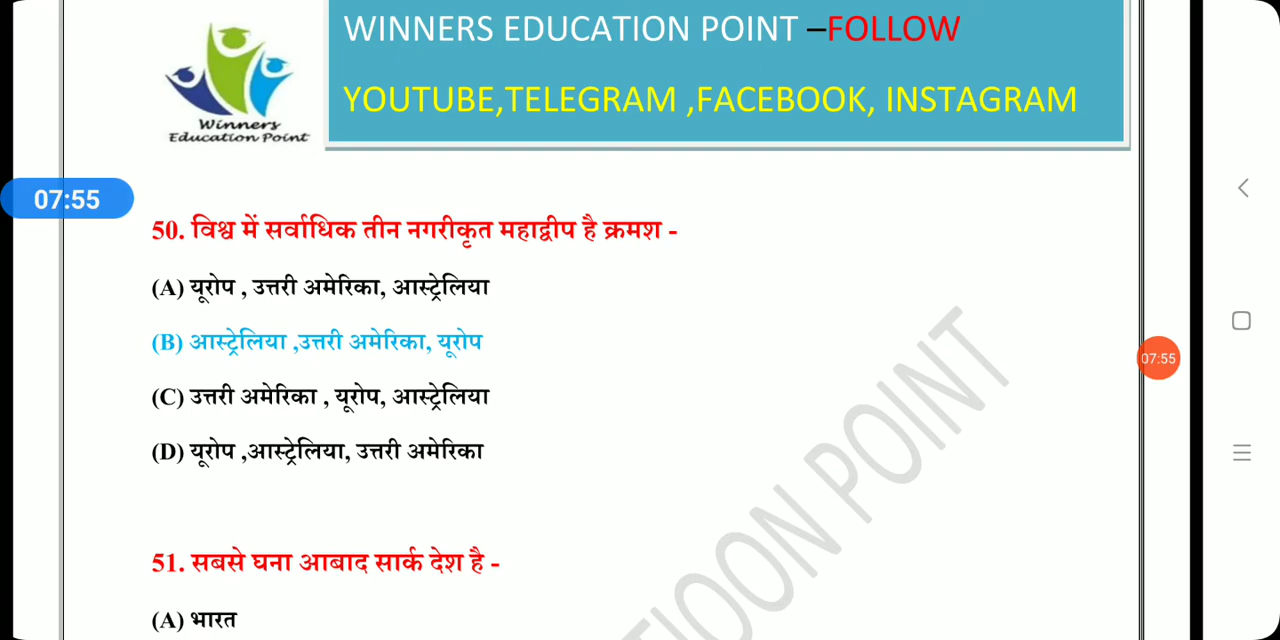 WINNERS EDUCATION POINT –FOLLOW
YOUTUBE,TELEGRAM ,FACEBOOK, INSTAGRAM
Winners
Education Point
07:55
50. विश्व में सर्वाधिक तीन नगरीकृत महाद्वीप है क्रमश -
(A) यूरोप , उत्तरी अमेरिका, आस्ट्रेलिया
(B) आस्ट्रेलिया ,उत्तरी अमेरिका, यूरोप
07:55
(C) उत्तरी अमेरिका , यूरोप, आस्ट्रेलिया
(D) यूरोप ,आस्ट्रेलिया, उत्तरी अमेरिका
51. सबसे घना आबाद सार्क देश है -
(A) भारत
TIOON POINT